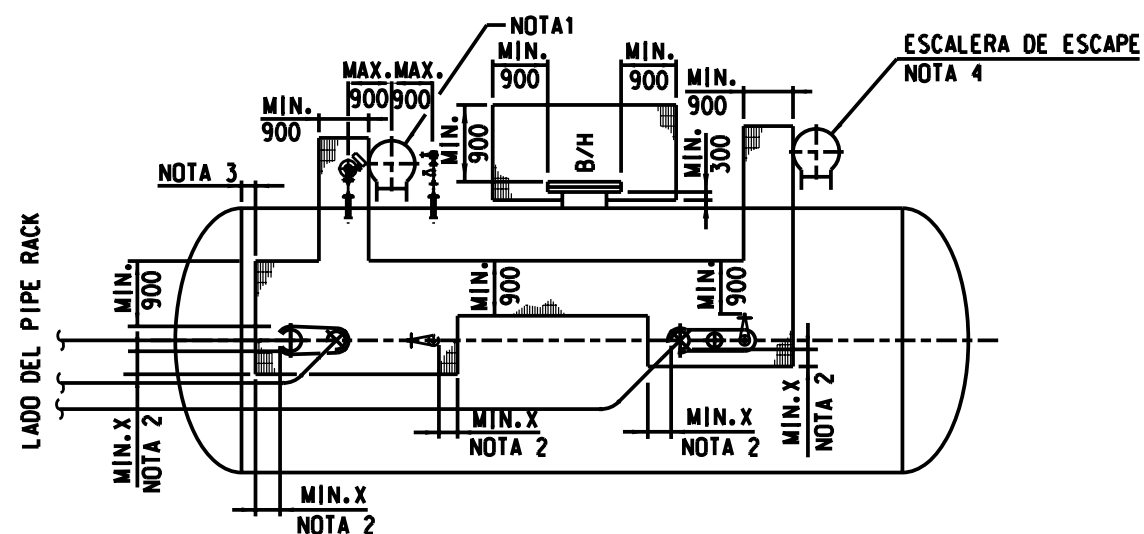 NOTA1
MIN.
900
MIN.
900
ESCALERA DE ESCAPE
NOTA 4
MAX.
900
MAX.
900
MIN.
900
MIN.
900
MIN.
900
B/H
MIN.
300
NOTA 3
LADO DEL PIPE RACK
MIN.
900
MIN.
900
MIN.
900
MIN.X
NOTA 2
MIN.X
NOTA 2
MIN.X
NOTA 2
MIN.X
NOTA 2
MIN.X
NOTA 2